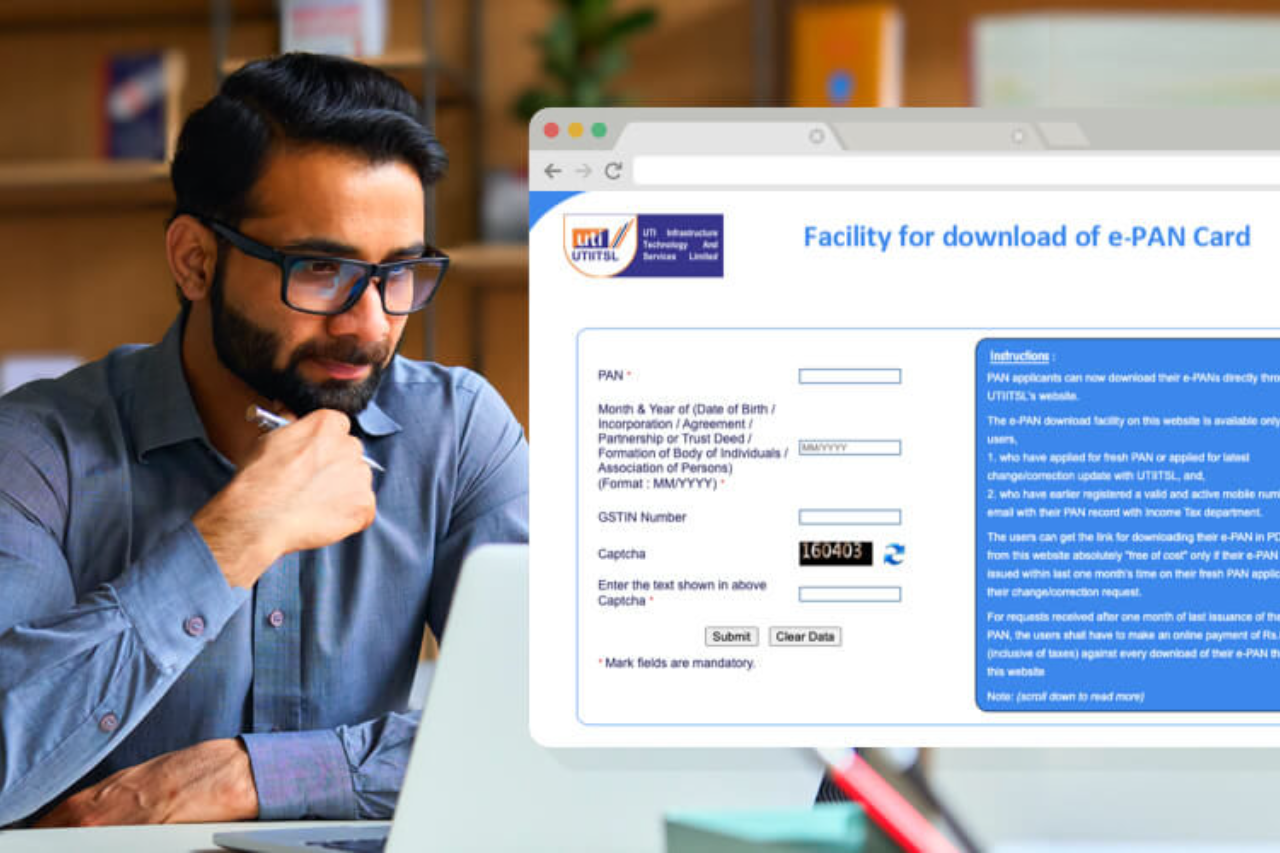 uti
UTIITSL
UTI Infrastructure
Technology And
Services Limited
Facility for download of e-PAN Card
PAN *
Month & Year of (Date of Birth /
Incorporation / Agreement /
Partnership or Trust Deed /
Formation of Body of Individuals /
Association of Persons)
(Format : MM/YYYY) *
MM/YYYY
GSTIN Number
Captcha
160403
Enter the text shown in above
Captcha *
Submit
Clear Data
* Mark fields are mandatory.
Instructions :
PAN applicants can now download their e-PANs directly
UTIITSL's website.
The e-PAN download facility on this website is available only
users,
1. who have applied for fresh PAN or applied for latest
change/correction update with UTIITSL, and,
2. who have earlier registered a valid and active mobile
email with their PAN record with Income Tax department.
The users can get the link for downloading their e-PAN in
from this website absolutely "free of cost" only if their e-PAN
issued within last one month's time on their fresh PAN
their change/correction request.
For requests received after one month of last issuance of
PAN, the users shall have to make an online payment of Rs.
(inclusive of taxes) against every download of their e-PAN
this website
Note: (scroll down to read more)